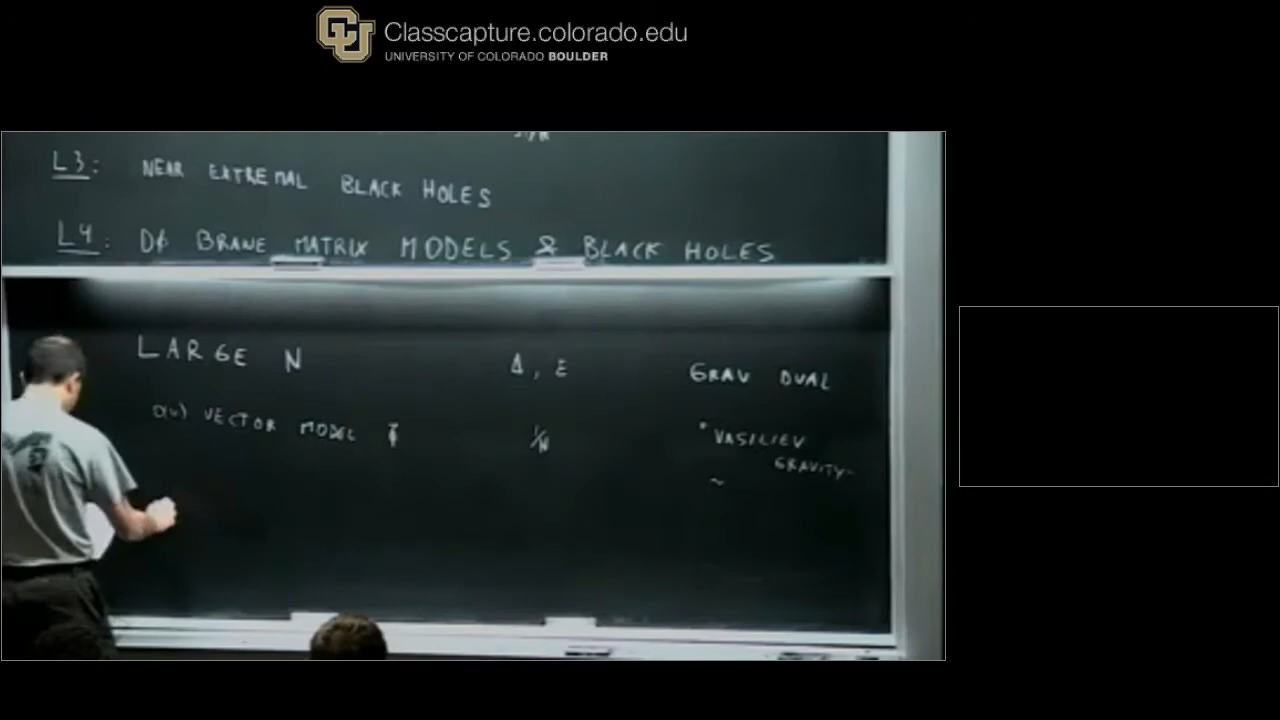 Classcapture.colorado.edu
UNIVERSITY OF COLORADO BOULDER
L3: NEAR EXTREMAL BLACK HOLES
L4: DØ BRANE MATRIX MODELS & BLACK HOLES
LARGE N Δ, E GRAV DUAL
O(N) VECTOR MODEL 1/N "VASILIEV
GRAVITY"
~